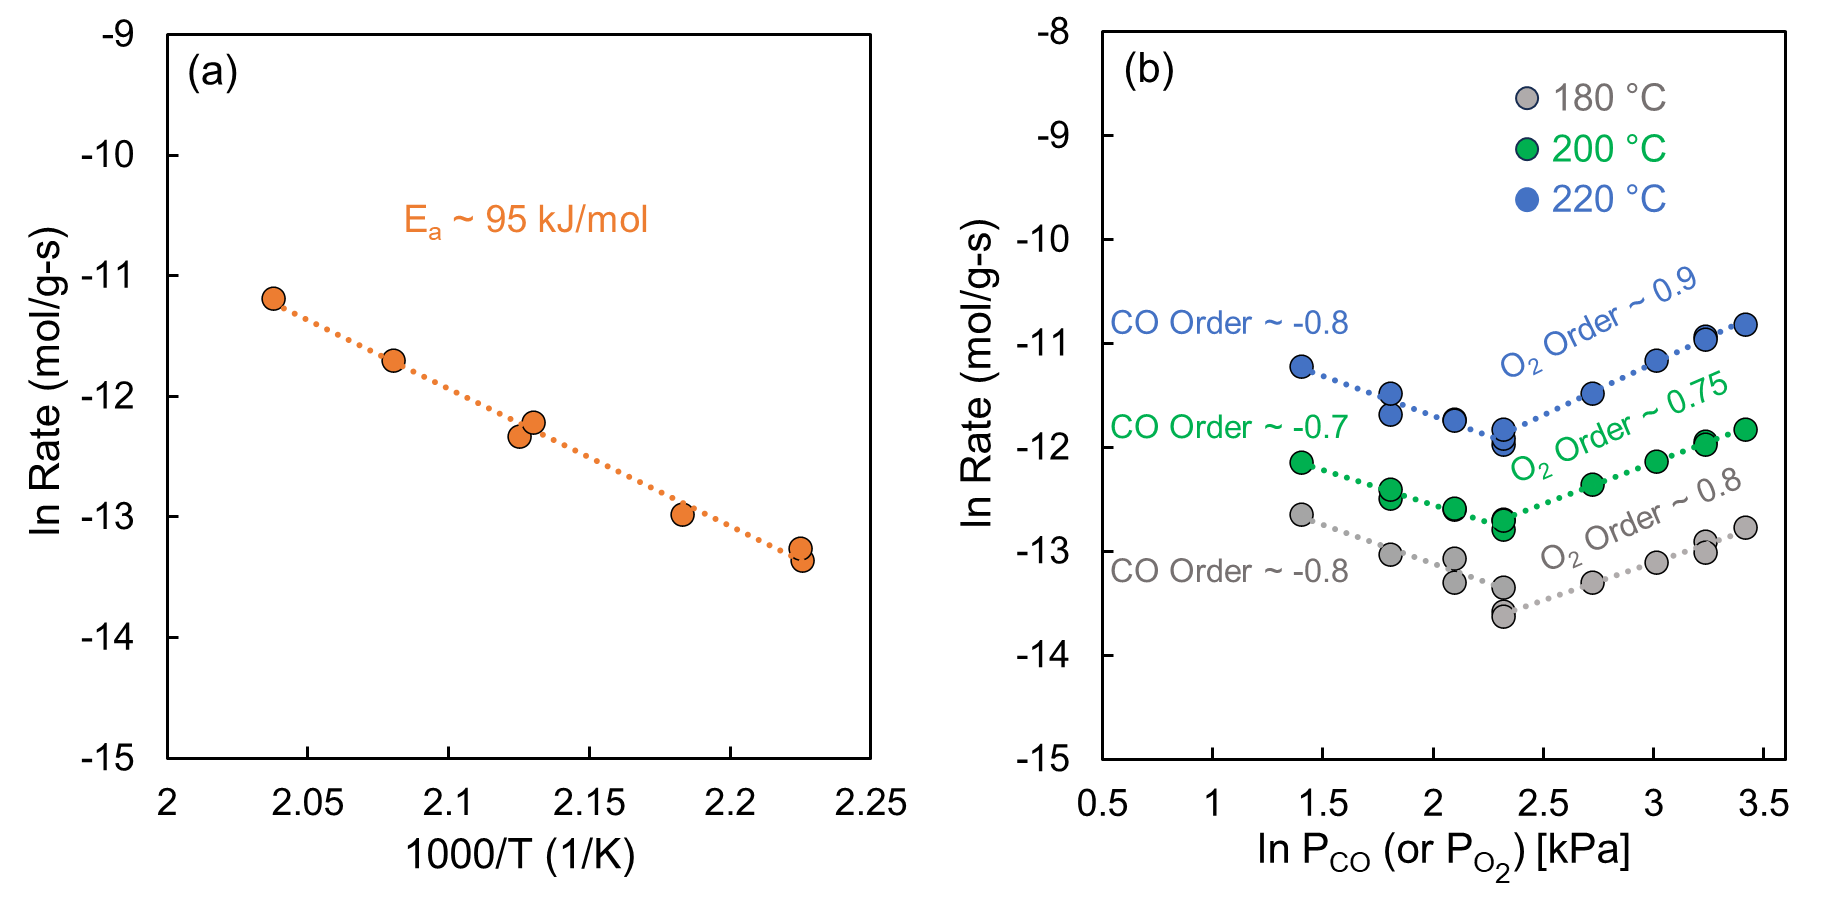 (a)
-9
-10
-11
-12
-13
-14
-15
ln Rate (mol/g-s)
Eₐ ~ 95 kJ/mol
2 2.05 2.1 2.15 2.2 2.25
1000/T (1/K)
(b)
-8
-9
-10
-11
-12
-13
-14
-15
ln Rate (mol/g-s)
180 °C
200 °C
220 °C
CO Order ~ -0.8
O₂ Order ~ 0.9
CO Order ~ -0.7
O₂ Order ~ 0.75
CO Order ~ -0.8
O₂ Order ~ 0.8
0.5 1 1.5 2 2.5 3 3.5
ln P_CO (or P_O₂) [kPa]